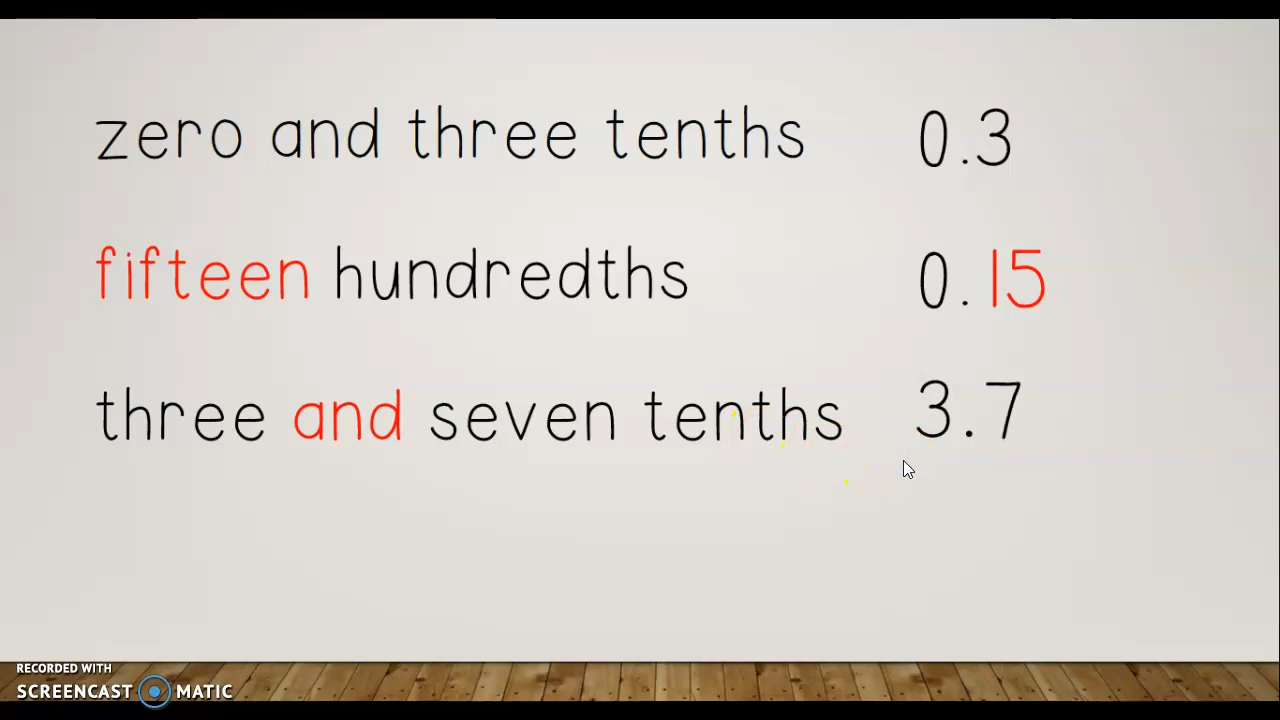 zero and three tenths 0.3
fifteen hundredths 0.15
three and seven tenths 3.7
RECORDED WITH
SCREENCAST MATIC